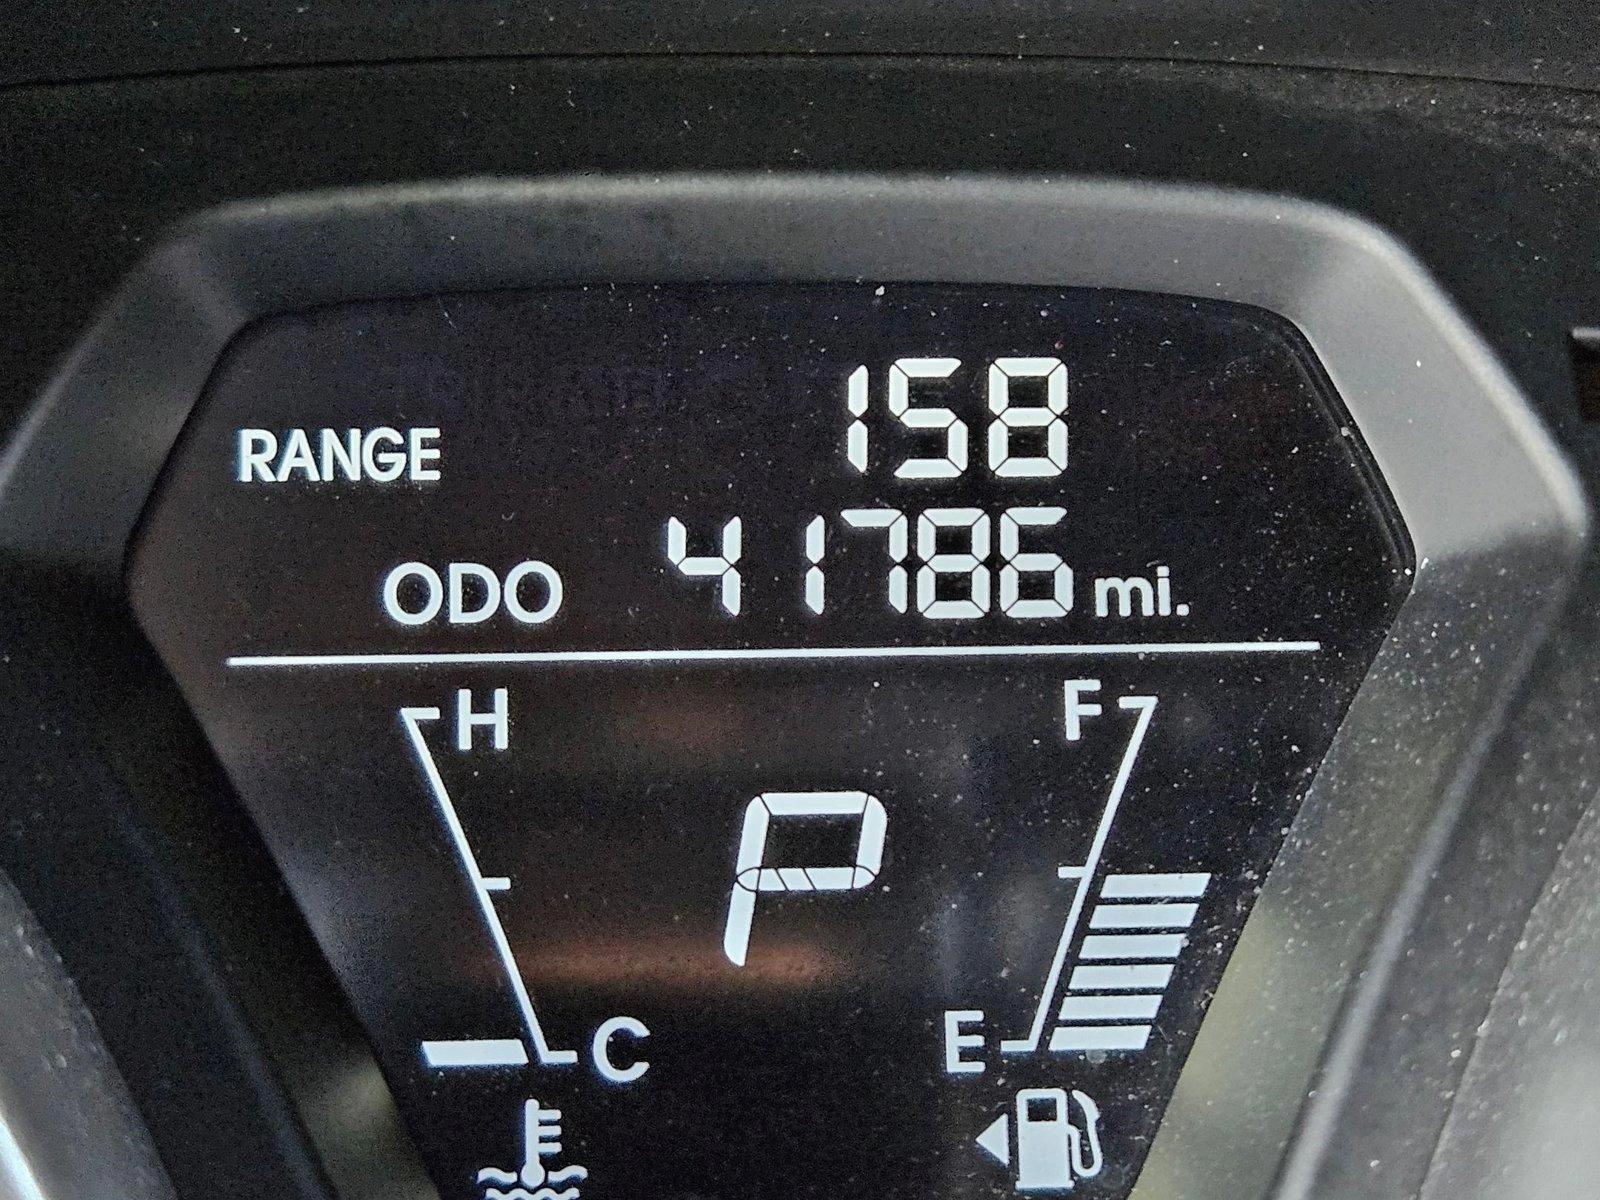 158
RANGE
ODO 41786 mi.
H F
P
C E